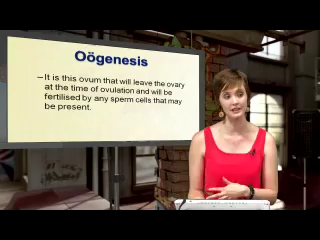 Oögenesis
–It is this ovum that will leave the ovary
at the time of ovulation and will be
fertilised by any sperm cells that may
be present.